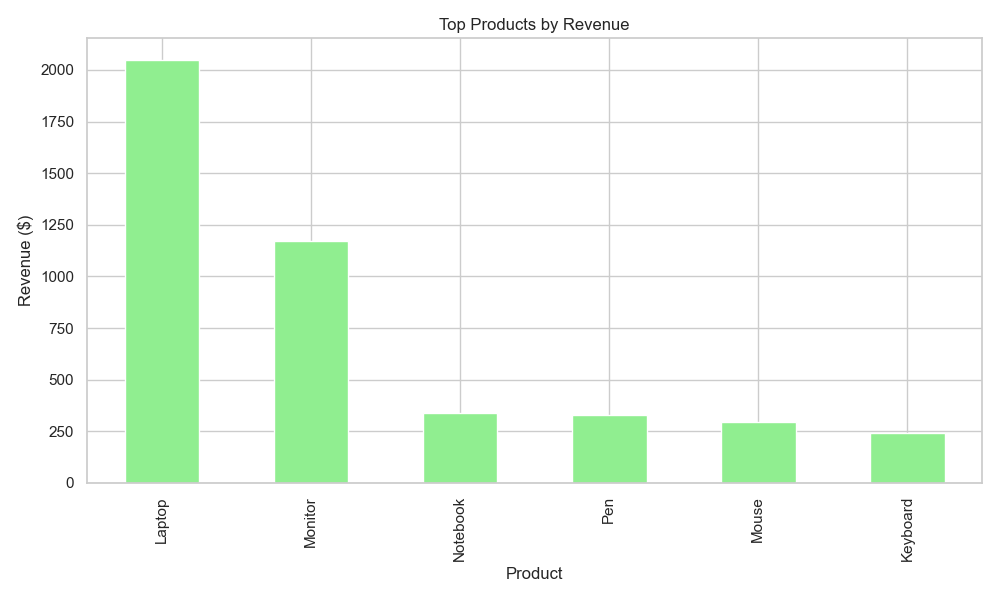 Top Products by Revenue
Revenue ($)
2000
1750
1500
1250
1000
750
500
250
0
Laptop
Monitor
Notebook
Pen
Mouse
Keyboard
Product